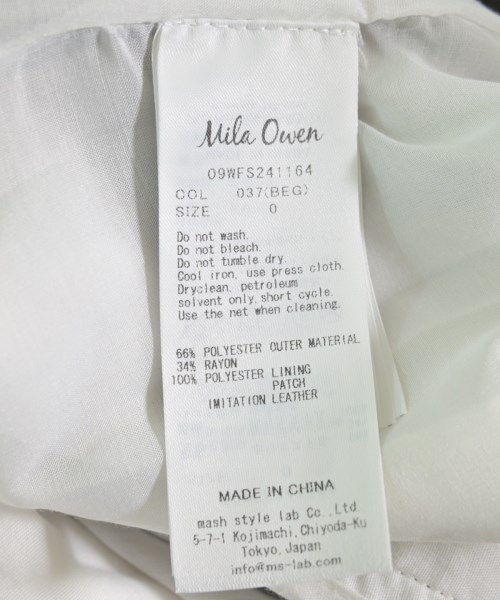 Mila Owen
09WFS241164
COL 037(BEG)
SIZE 0
Do not wash.
Do not bleach.
Do not tumble dry.
Cool iron, use press cloth.
Dryclean, petroleum
solvent only, short cycle.
Use the net when cleaning.
66% POLYESTER OUTER MATERIAL
34% RAYON
100% POLYESTER LINING
PATCH
IMITATION LEATHER
MADE IN CHINA
mash style lab Co.,Ltd.
5-7-1 Kojimachi,Chiyoda-Ku
Tokyo,Japan
info@ms-lab.com